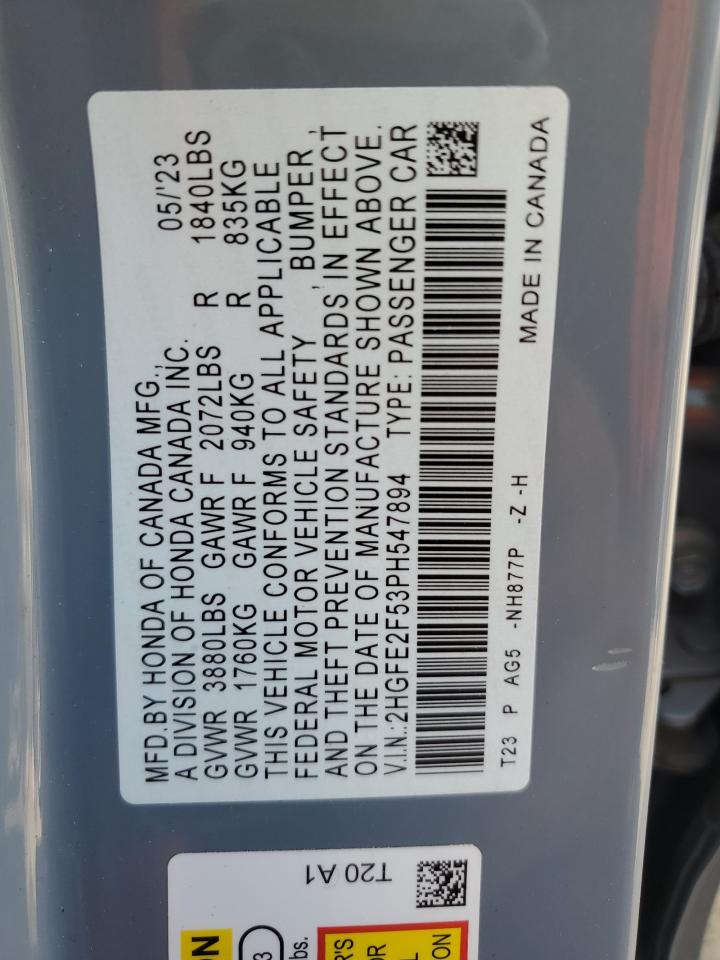 MFD.BY HONDA OF CANADA MFG.,
A DIVISION OF HONDA CANADA INC. 05/'23
GVWR 3880LBS GAWR F 2072LBS R 1840LBS
GVWR 1760KG GAWR F 940KG R 835KG
THIS VEHICLE CONFORMS TO ALL APPLICABLE
FEDERAL MOTOR VEHICLE SAFETY, BUMPER,
AND THEFT PREVENTION STANDARDS IN EFFECT
ON THE DATE OF MANUFACTURE SHOWN ABOVE.
V.I.N.:2HGFE2F53PH547894 TYPE: PASSENGER CAR
T23 P AG5 -NH877P -Z -H
MADE IN CANADA
T20 A1